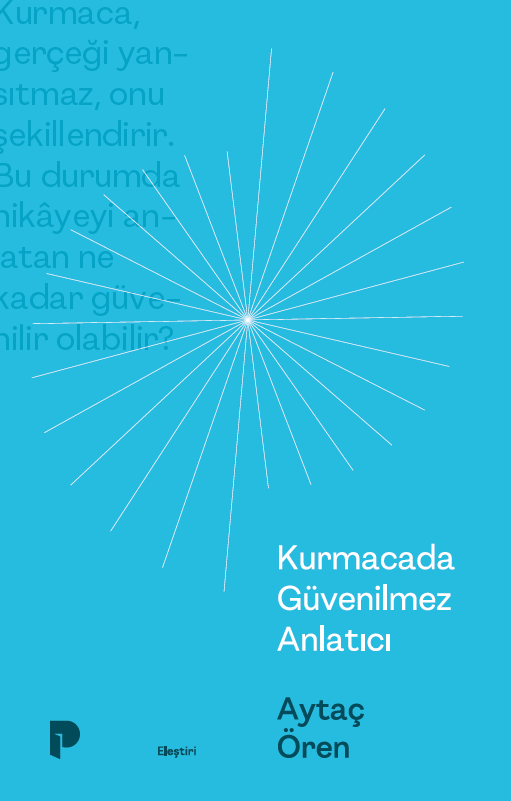 Kurmaca,
gerçeği yan-
sıtmaz, onu
şekillendirir.
Bu durumda
hikâyeyi an-
latan ne
kadar güve-
nilir olabilir?
Kurmacada
Güvenilmez
Anlatıcı
Aytaç
Ören
Eleştiri